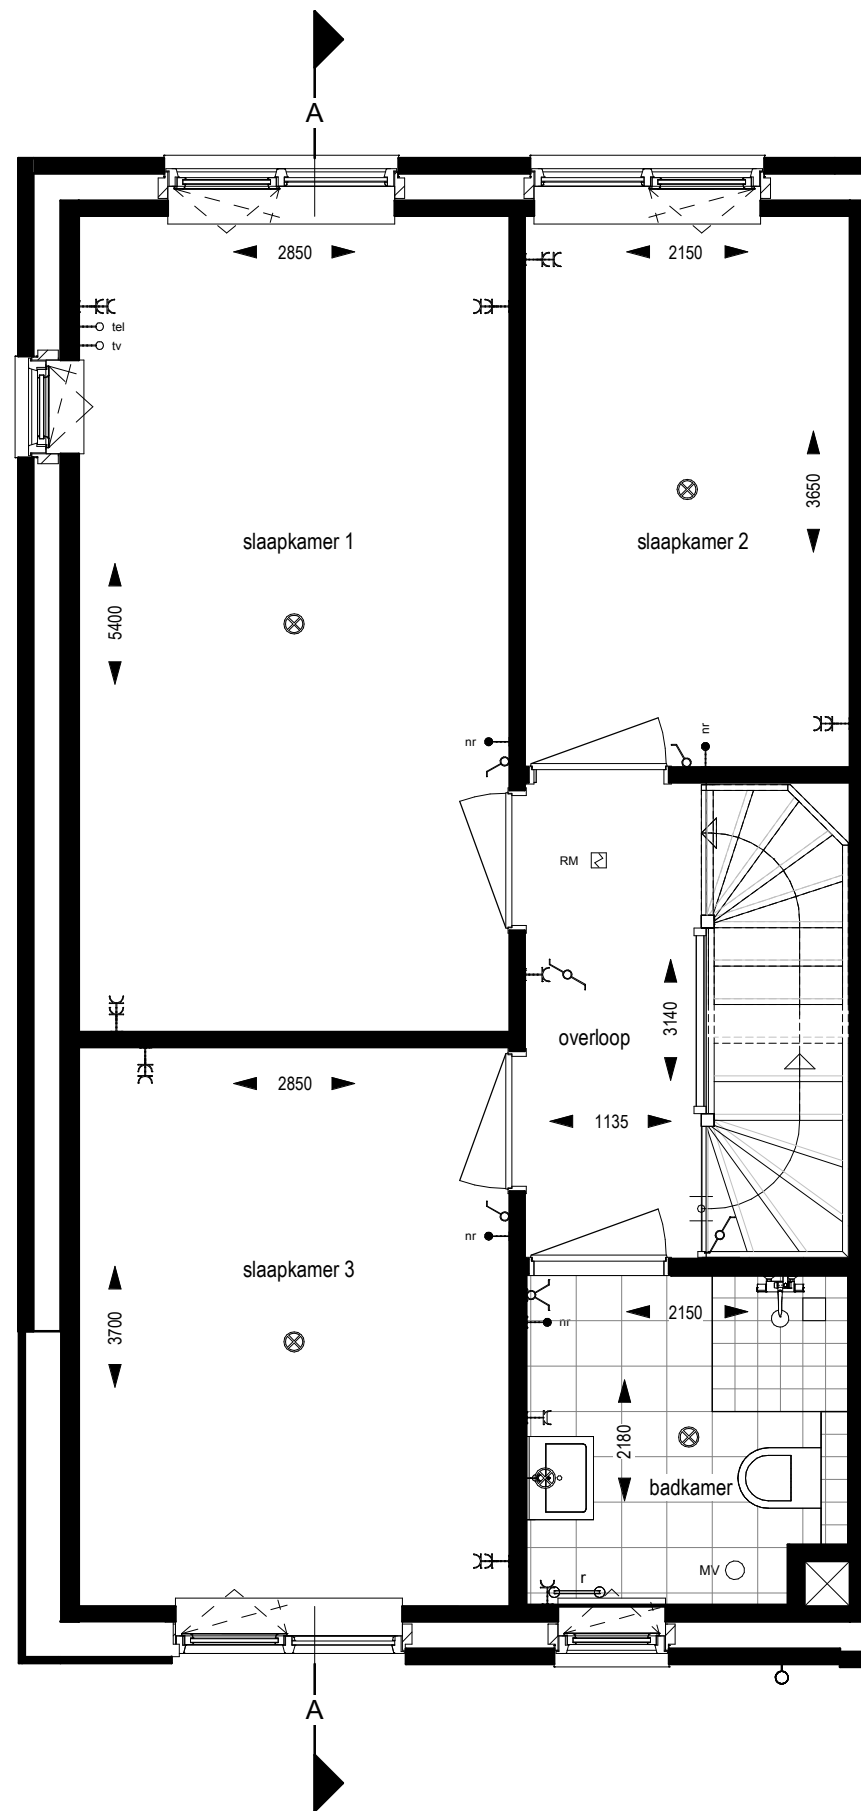 A
2850
2150
tel
tv
3650
slaapkamer 1
slaapkamer 2
5400
nr
nr
RM
3140
overloop
2850
1135
nr
slaapkamer 3
2150
nr
3700
2180
badkamer
MV
r
A